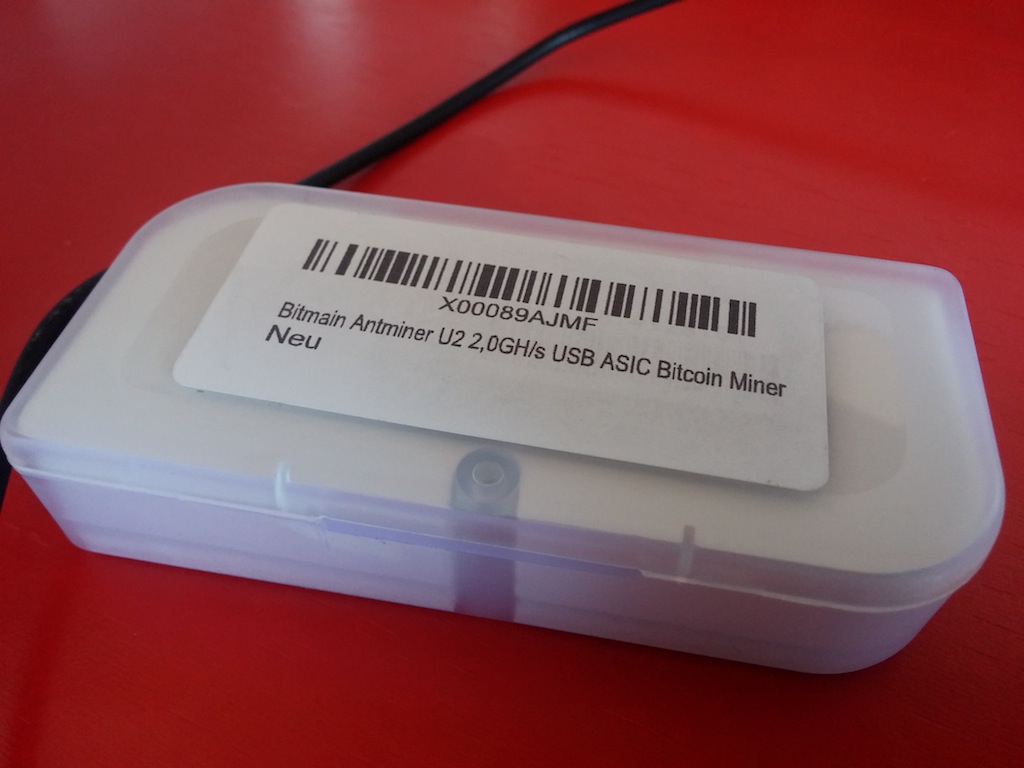 X00089AJMF
Bitmain Antminer U2 2,0GH/s USB ASIC Bitcoin Miner
Neu